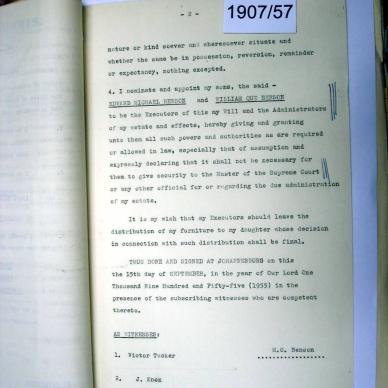 - 2 -
1907/57
nature or kind soever and wheresoever situate and
whether the same be in possession, reversion, remainder
or expectancy, nothing excepted.
4. I nominate and appoint my sons, the said -
EDWARD MICHAEL BENSON and WILLIAM GUS BENSON
to be the Executors of this my Will and the Administrators
of my estate and effects, hereby giving and granting
unto them all such powers and authorities as are required
or allowed in law, especially that of assumption and
expressly declaring that it shall not be necessary for
them to give security to the Master of the Supreme Court
or any other official for or regarding the due administration
of my estate.
It is my wish that my Executors should leave the
distribution of my furniture to my daughter whose decision
in connection with such distribution shall be final.
THUS DONE AND SIGNED AT JOHANNESBURG on this
the 15th day of SEPTEMBER, in the year of Our Lord One
Thousand Nine Hundred and Fifty-five (1955) in the
presence of the subscribing witnesses who are competent
thereto.
AS WITNESSES:
1. Victor Tucker
M.G. Benson
2. J. Knox